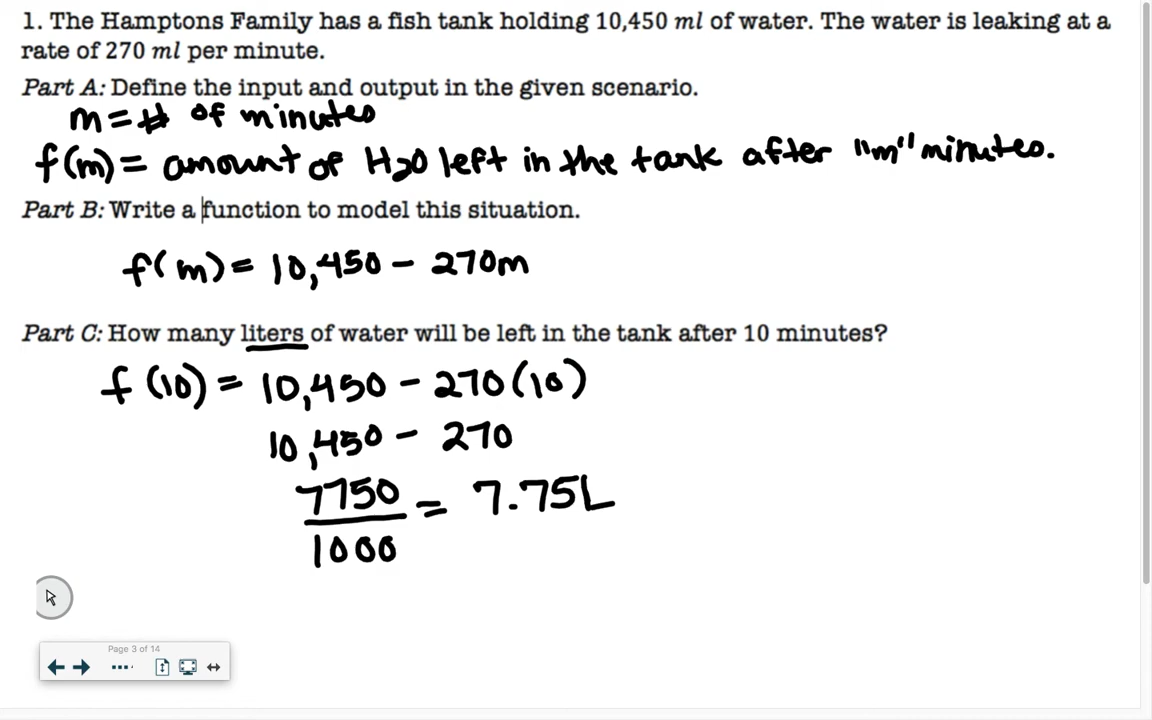 1. The Hamptons Family has a fish tank holding 10,450 ml of water. The water is leaking at a
rate of 270 ml per minute.
Part A: Define the input and output in the given scenario.
m = # of minutes
f(m) = amount of H2O left in the tank after "m" minutes.
Part B: Write a function to model this situation.
f(m) = 10,450 - 270m
Part C: How many liters of water will be left in the tank after 10 minutes?
f(10) = 10,450 - 270(10)
10,450 - 270
7750 = 7.75L
1000
Page 3 of 14